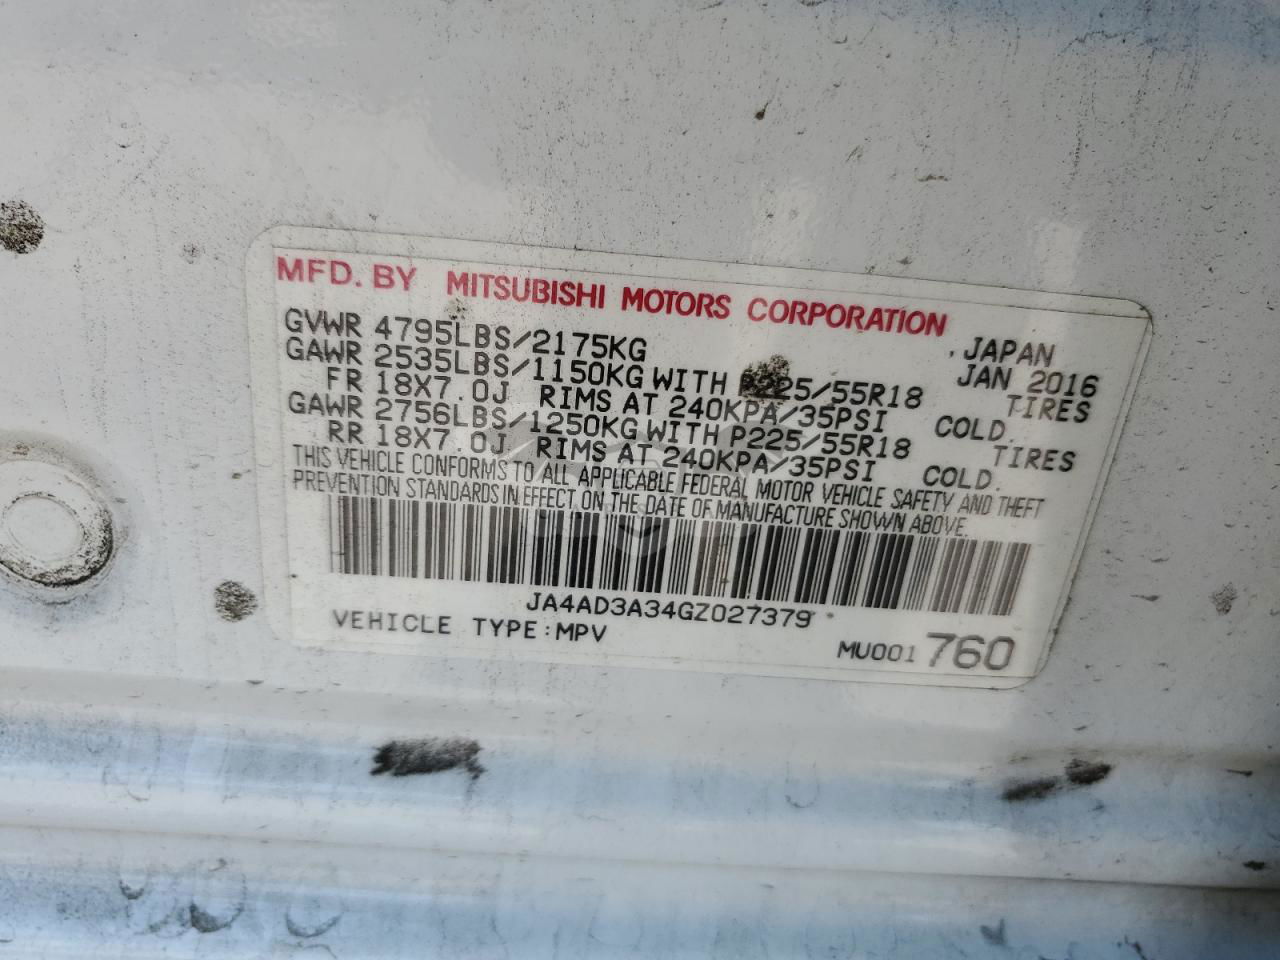 MFD. BY MITSUBISHI MOTORS CORPORATION
JAPAN
GVWR 4795LBS/2175KG JAN 2016
GAWR 2535LBS/1150KG WITH P225/55R18 TIRES
FR 18X7.0J RIMS AT 240KPA/35PSI COLD.
GAWR 2756LBS/1250KG WITH P225/55R18 TIRES
RR 18X7.0J RIMS AT 240KPA/35PSI COLD.
THIS VEHICLE CONFORMS TO ALL APPLICABLE FEDERAL MOTOR VEHICLE SAFETY AND THEFT
PREVENTION STANDARDS IN EFFECT ON THE DATE OF MANUFACTURE SHOWN ABOVE.
JA4AD3A34GZ027379
VEHICLE TYPE:MPV
MU001 760